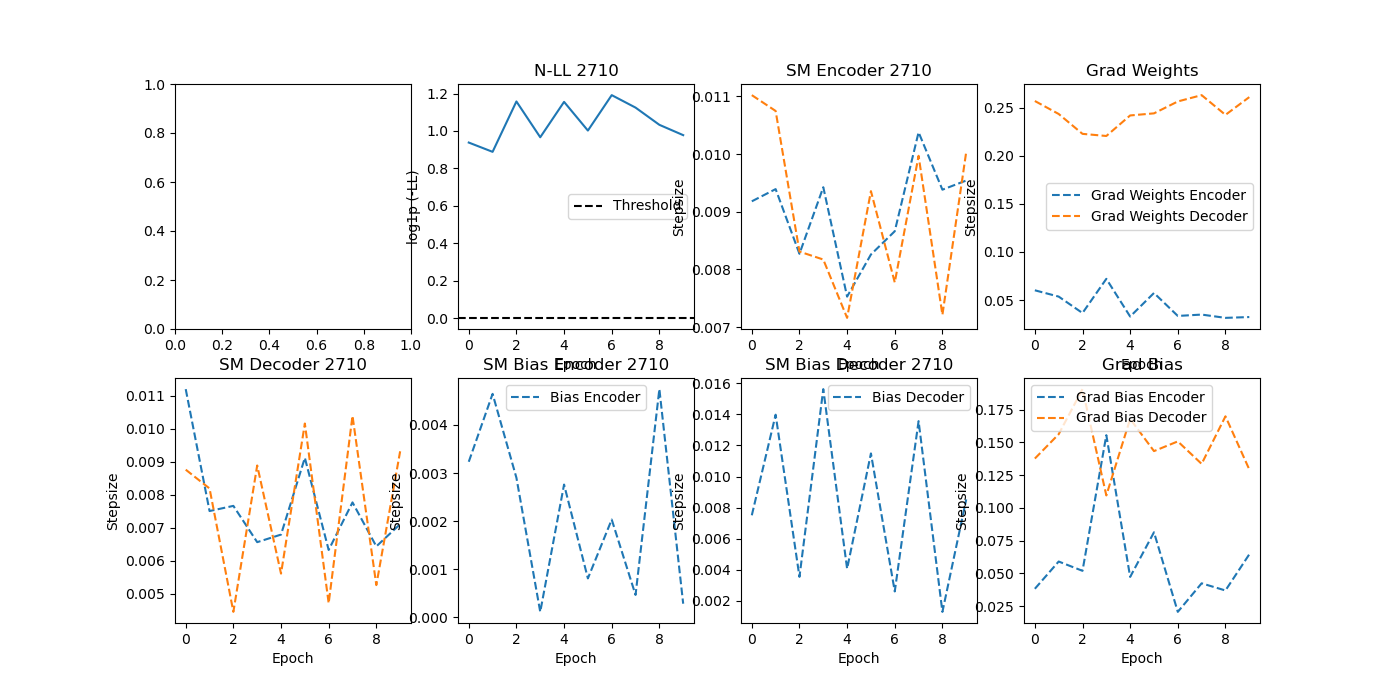 1.0
0.8
0.6
0.4
0.2
0.0
0.0 0.2 0.4 0.6 0.8 1.0
N-LL 2710
log1p (-LL)
1.2
1.0
0.8
0.6
0.4
0.2
0.0
Threshold
0 2 4 6 8
Epoch
SM Encoder 2710
Stepsize
0.011
0.010
0.009
0.008
0.007
0 2 4 6 8
Epoch
Grad Weights
Stepsize
0.25
0.20
0.15
0.10
0.05
Grad Weights Encoder
Grad Weights Decoder
0 2 4 6 8
Epoch
SM Decoder 2710
Stepsize
0.011
0.010
0.009
0.008
0.007
0.006
0.005
0 2 4 6 8
Epoch
SM Bias Encoder 2710
Stepsize
0.004
0.003
0.002
0.001
0.000
Bias Encoder
0 2 4 6 8
Epoch
SM Bias Decoder 2710
Stepsize
0.016
0.014
0.012
0.010
0.008
0.006
0.004
0.002
Bias Decoder
0 2 4 6 8
Epoch
Grad Bias
Stepsize
0.175
0.150
0.125
0.100
0.075
0.050
0.025
Grad Bias Encoder
Grad Bias Decoder
0 2 4 6 8
Epoch